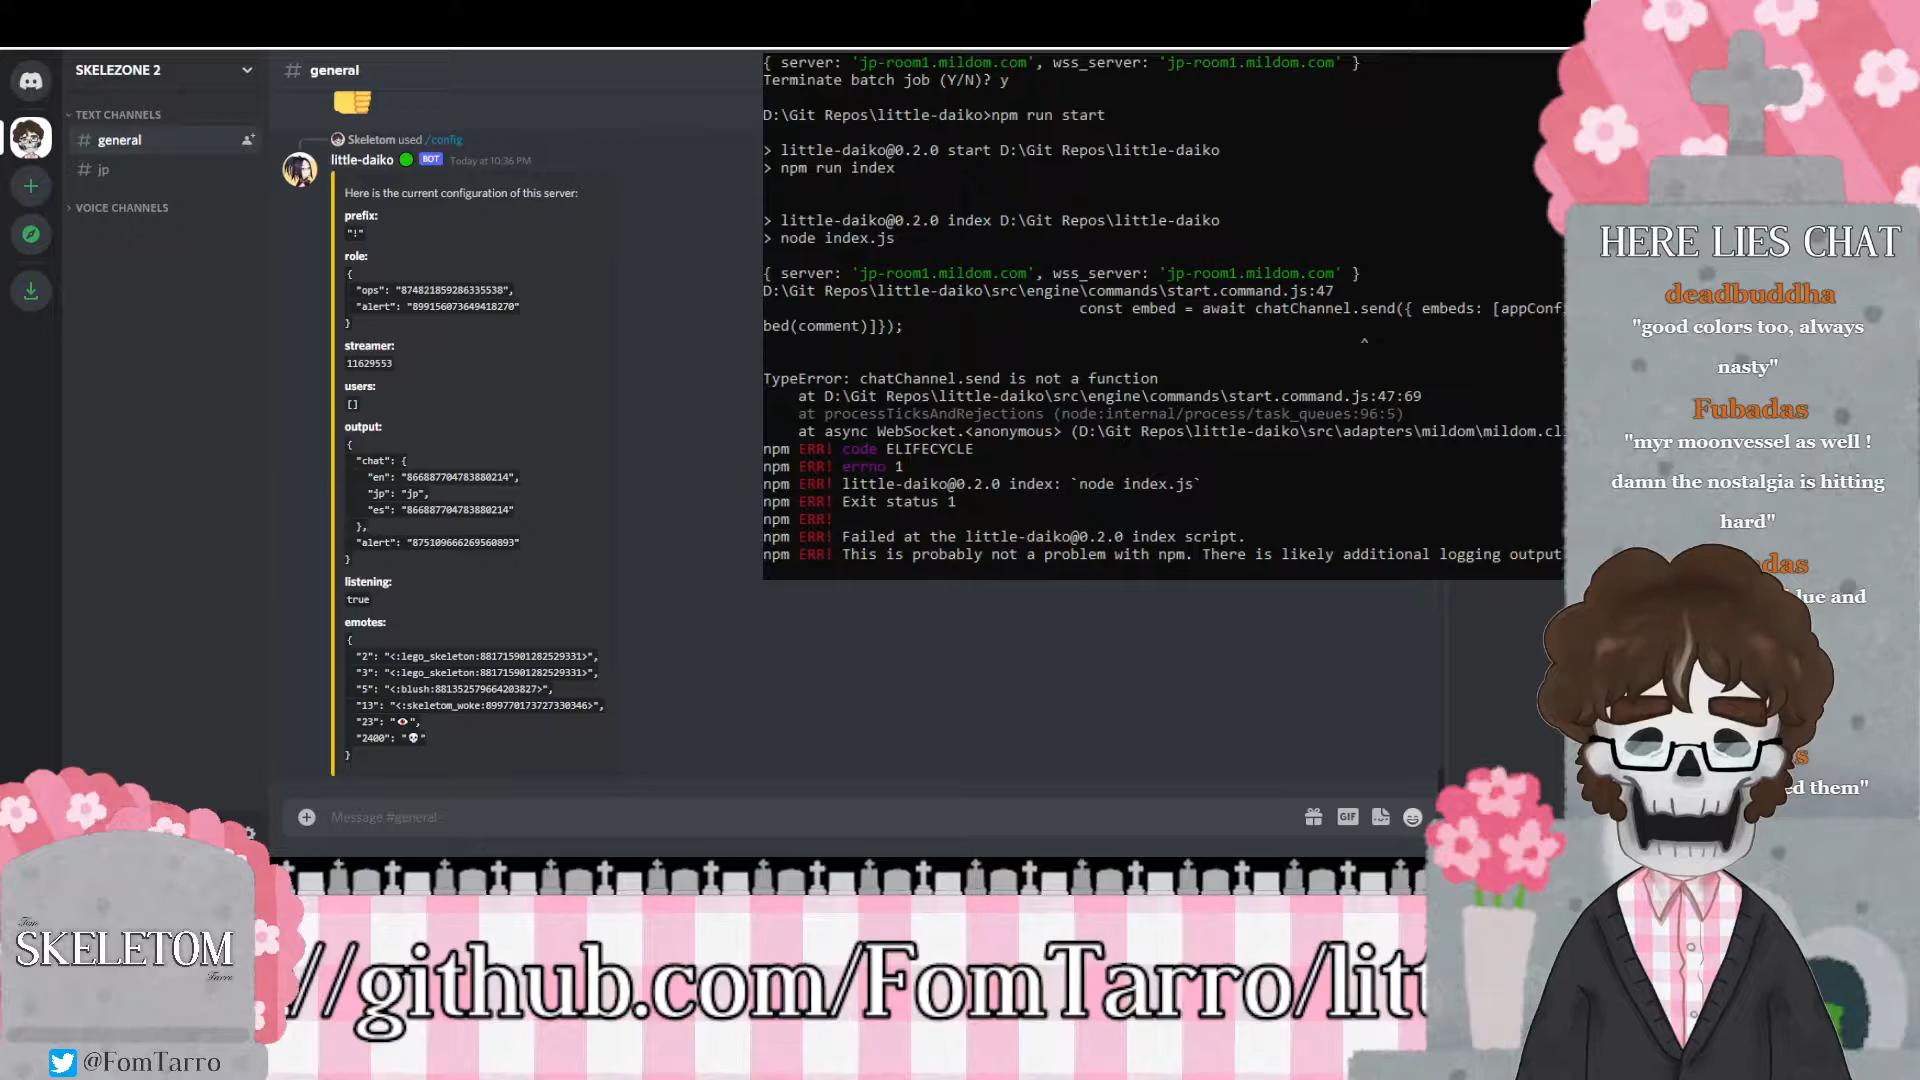 SKELEZONE 2
TEXT CHANNELS
general
jp
VOICE CHANNELS
general
Skeletom used /config
little-daiko BOT Today at 10:36 PM
Here is the current configuration of this server:
prefix:
"!"
role:
{
"ops": "874821859286335538",
"alert": "899156073649418270"
}
streamer:
11629553
users:
[]
output:
{
"chat": {
"en": "866887704783880214",
"jp": "jp",
"es": "866887704783880214"
},
"alert": "875109666269560893"
}
listening:
true
emotes:
{
"2": "<:lego_skeleton:881715901282529331>",
"3": "<:lego_skeleton:881715901282529331>",
"5": "<:blush:881352579664203827>",
"13": "<:skeletom_woke:899770173727330346>",
"23": "👁",
"2400": "💀"
}
Message #general
GIF
{ server: 'jp-room1.mildom.com', wss_server: 'jp-room1.mildom.com' }
Terminate batch job (Y/N)? y
D:\Git Repos\little-daiko>npm run start
> little-daiko@0.2.0 start D:\Git Repos\little-daiko
> npm run index
> little-daiko@0.2.0 index D:\Git Repos\little-daiko
> node index.js
{ server: 'jp-room1.mildom.com', wss_server: 'jp-room1.mildom.com' }
D:\Git Repos\little-daiko\src\engine\commands\start.command.js:47
const embed = await chatChannel.send({ embeds: [appConf
bed(comment)]});
^
TypeError: chatChannel.send is not a function
at D:\Git Repos\little-daiko\src\engine\commands\start.command.js:47:69
at processTicksAndRejections (node:internal/process/task_queues:96:5)
at async WebSocket.<anonymous> (D:\Git Repos\little-daiko\src\adapters\mildom\mildom.cl
npm ERR! code ELIFECYCLE
npm ERR! errno 1
npm ERR! little-daiko@0.2.0 index: `node index.js`
npm ERR! Exit status 1
npm ERR!
npm ERR! Failed at the little-daiko@0.2.0 index script.
npm ERR! This is probably not a problem with npm. There is likely additional logging output
HERE LIES CHAT
deadbuddha
"good colors too, always
nasty"
Fubadas
"myr moonvessel as well !
damn the nostalgia is hitting
hard"
das
lue and
s
ed them"
Tom
SKELETOM
Tarro
@FomTarro
//github.com/FomTarro/litt